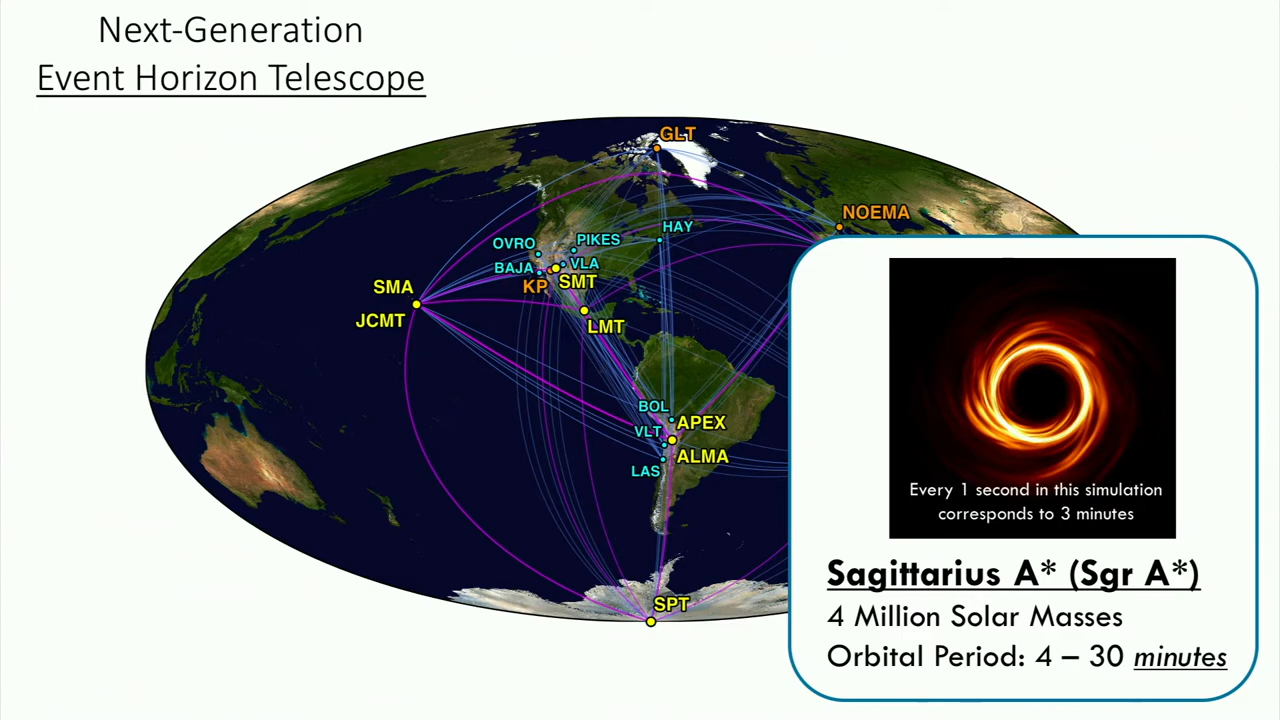 Next-Generation
Event Horizon Telescope
GLT
NOEMA
HAY
OVRO
PIKES
BAJA
VLA
KP
SMT
SMA
JCMT
LMT
BOL
APEX
VLT
ALMA
LAS
SPT
Every 1 second in this simulation
corresponds to 3 minutes
Sagittarius A* (Sgr A*)
4 Million Solar Masses
Orbital Period: 4 – 30 minutes